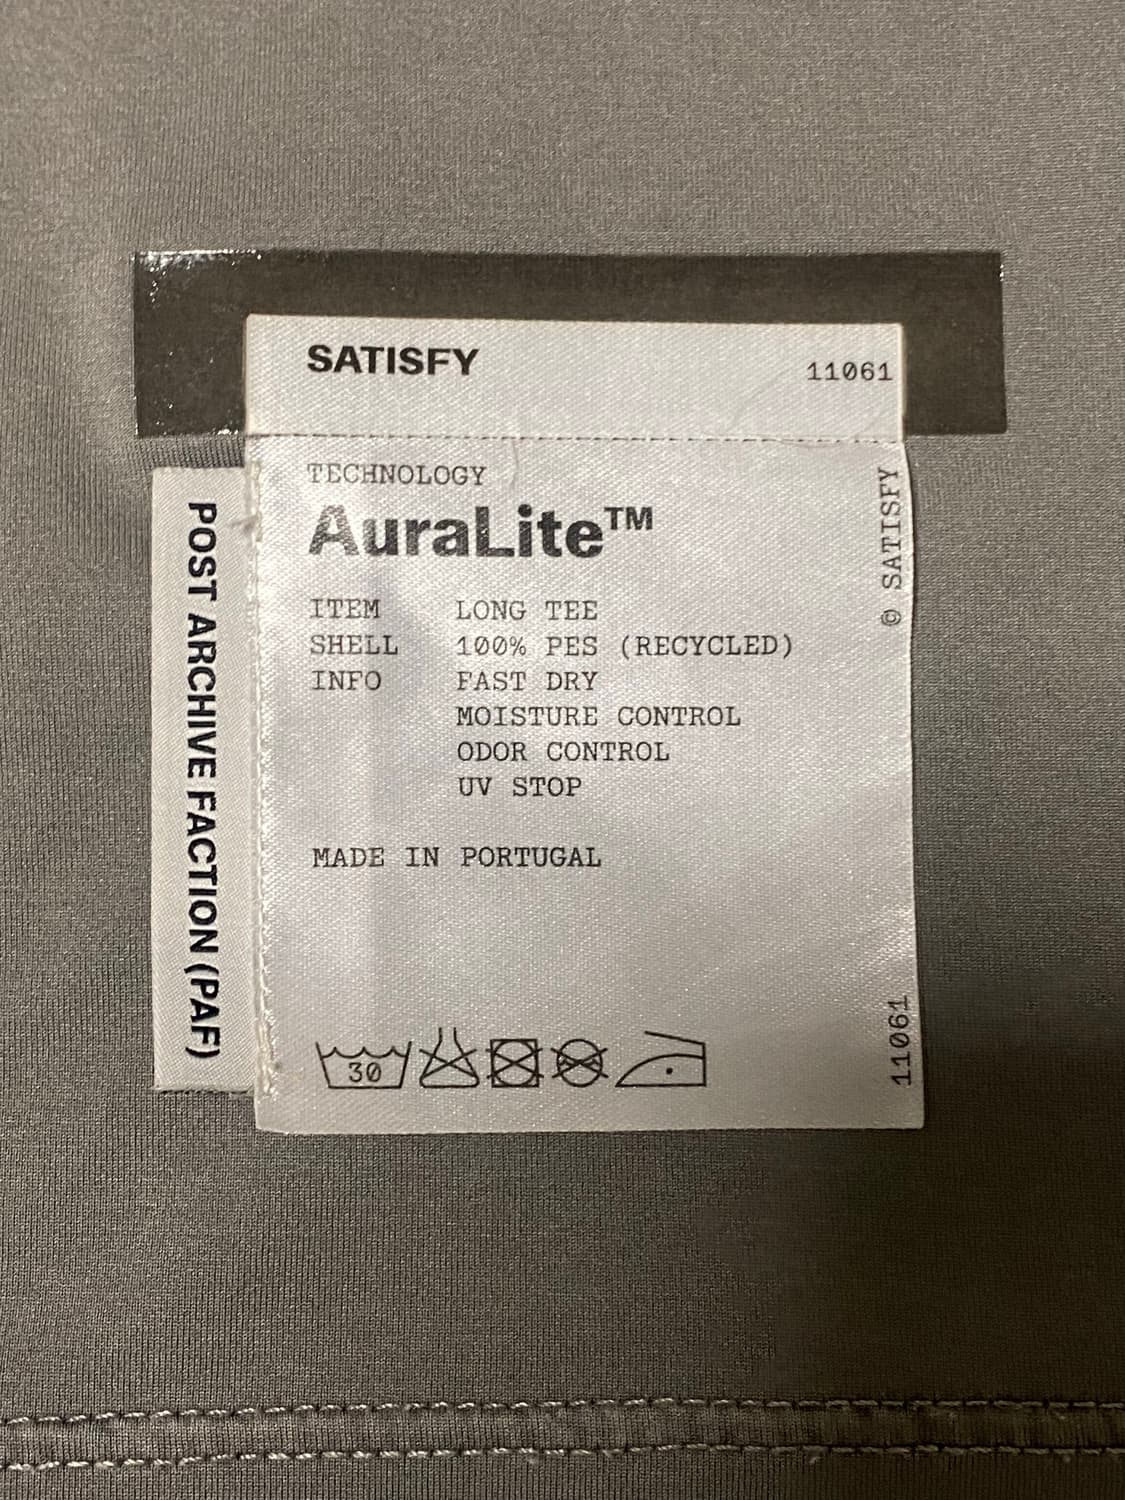 SATISFY 11061
TECHNOLOGY
AuraLite™
ITEM LONG TEE
SHELL 100% PES (RECYCLED)
INFO FAST DRY
MOISTURE CONTROL
ODOR CONTROL
UV STOP
MADE IN PORTUGAL
30
© SATISFY
11061
POST ARCHIVE FACTION (PAF)